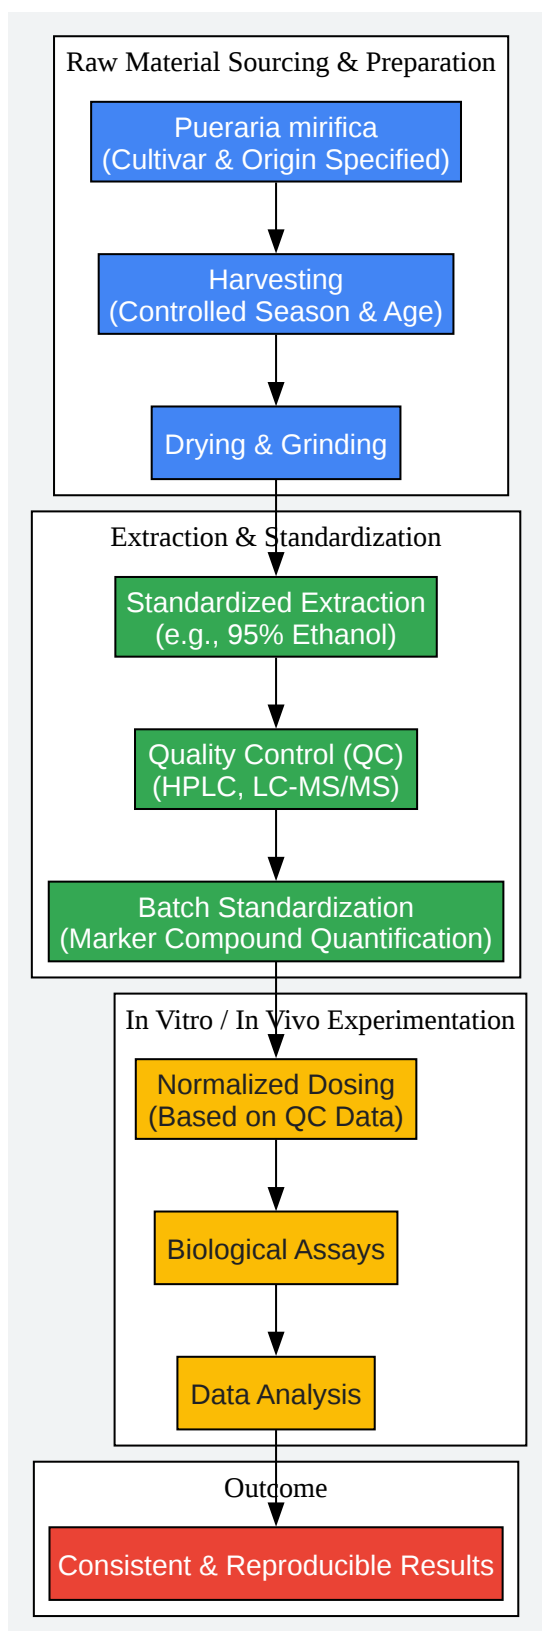 Raw Material Sourcing & Preparation
Pueraria mirifica
(Cultivar & Origin Specified)
Harvesting
(Controlled Season & Age)
Drying & Grinding
Extraction & Standardization
Standardized Extraction
(e.g., 95% Ethanol)
Quality Control (QC)
(HPLC, LC-MS/MS)
Batch Standardization
(Marker Compound Quantification)
In Vitro / In Vivo Experimentation
Normalized Dosing
(Based on QC Data)
Biological Assays
Data Analysis
Outcome
Consistent & Reproducible Results